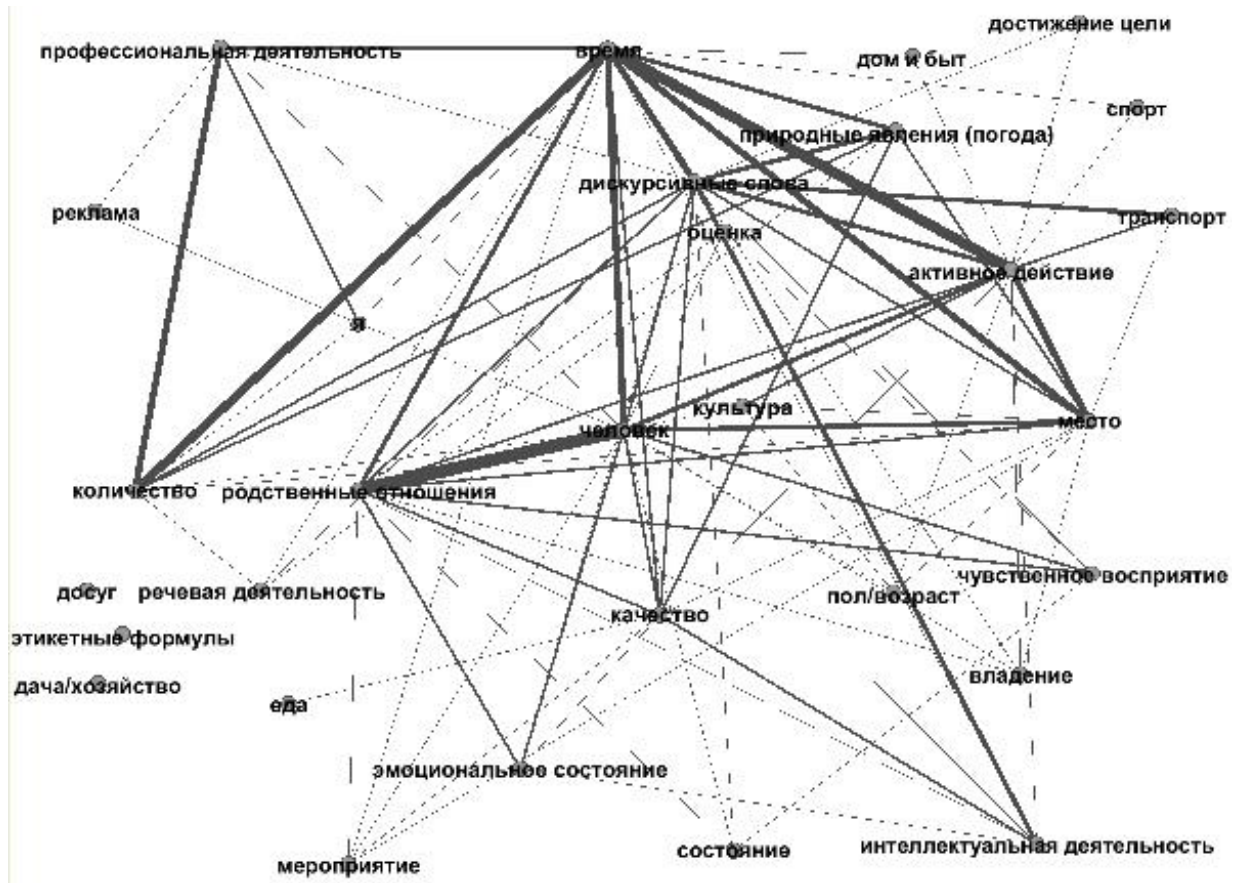 достижение цели
профессиональная деятельность
время
дом и быт
спорт
природные явления (погода)
дискурсивные слова
реклама
транспорт
оценка
активное действие
я
культура
место
человек
количество
родственные отношения
чувственное восприятие
досуг
речевая деятельность
пол/возраст
качество
этикетные формулы
владение
дача/хозяйство
еда
эмоциональное состояние
интеллектуальная деятельность
состояние
мероприятие